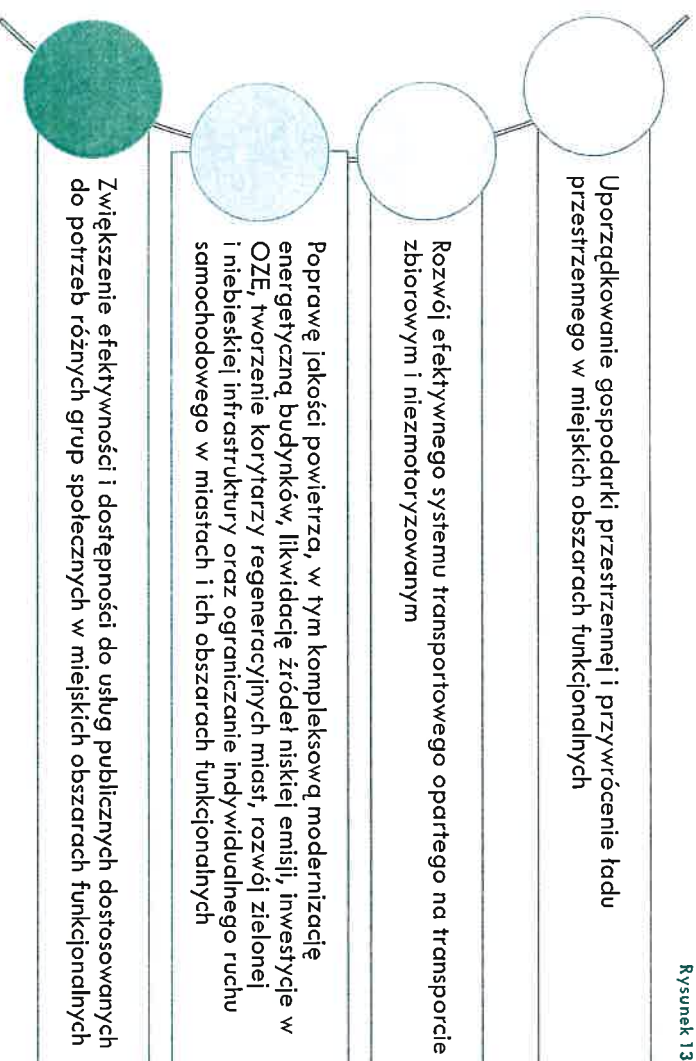 Rysunek 13
Uporządkowanie gospodarki przestrzennej i przywrócenie ładu
przestrzennego w miejskich obszarach funkcjonalnych
Rozwój efektywnego systemu transportowego opartego na transporcie
zbiorowym i niezmotoryzowanym
Poprawę jakości powietrza, w tym kompleksową modernizację
energetyczną budynków, likwidację źródeł niskiej emisji, inwestycje w
OZE, tworzenie korytarzy regeneracyjnych miast, rozwój zielonej
i niebieskiej infrastruktury oraz ograniczanie indywidualnego ruchu
samochodowego w miastach i ich obszarach funkcjonalnych
Zwiększenie efektywności i dostępności do usług publicznych dostosowanych
do potrzeb różnych grup społecznych w miejskich obszarach funkcjonalnych